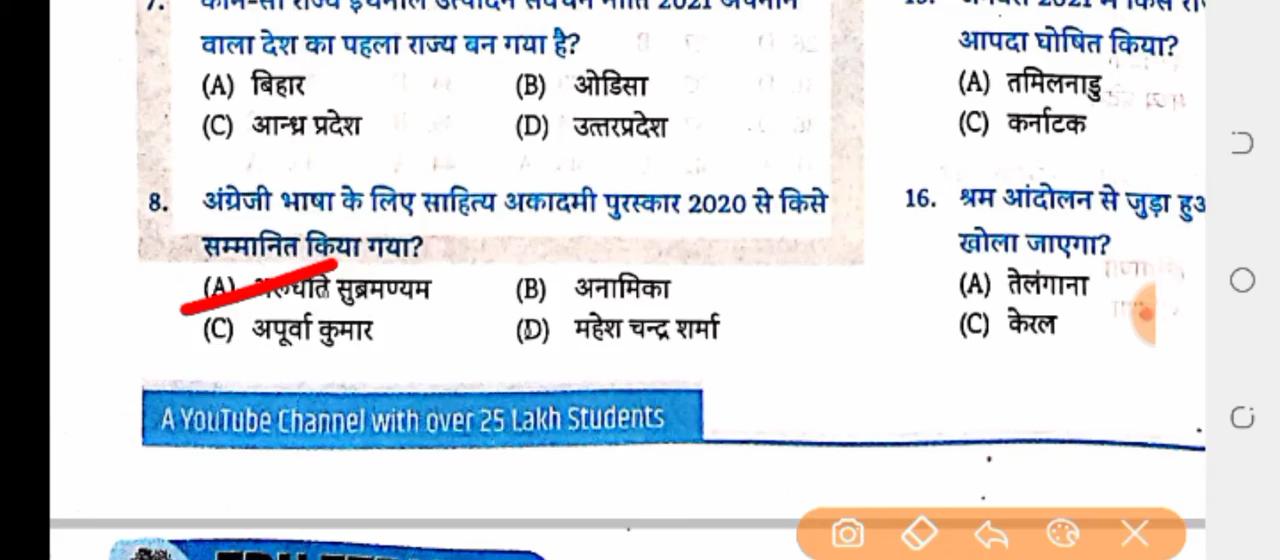 वाला देश का पहला राज्य बन गया है?
(A) बिहार
(B) ओडिसा
(C) आन्ध्र प्रदेश
(D) उत्तरप्रदेश
8. अंग्रेजी भाषा के लिए साहित्य अकादमी पुरस्कार 2020 से किसे
सम्मानित किया गया?
(A) सुब्रमण्यम
(B) अनामिका
(C) अपूर्वा कुमार
(D) महेश चन्द्र शर्मा
आपदा घोषित किया?
(A) तमिलनाडु
(C) कर्नाटक
16. श्रम आंदोलन से जुड़ा
खोला जाएगा?
(A) तेलंगाना
(C) केरल
A YouTube Channel with over 25 Lakh Students